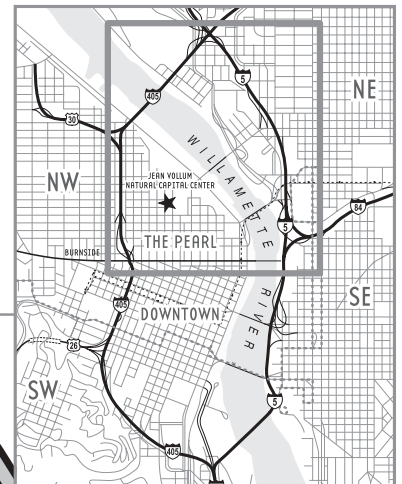 5
405
NE
30
WILLAMETTE RIVER
JEAN VOLLUM
NATURAL CAPITAL CENTER
NW
84
5
THE PEARL
BURNSIDE
SE
405
DOWNTOWN
26
SW
5
405